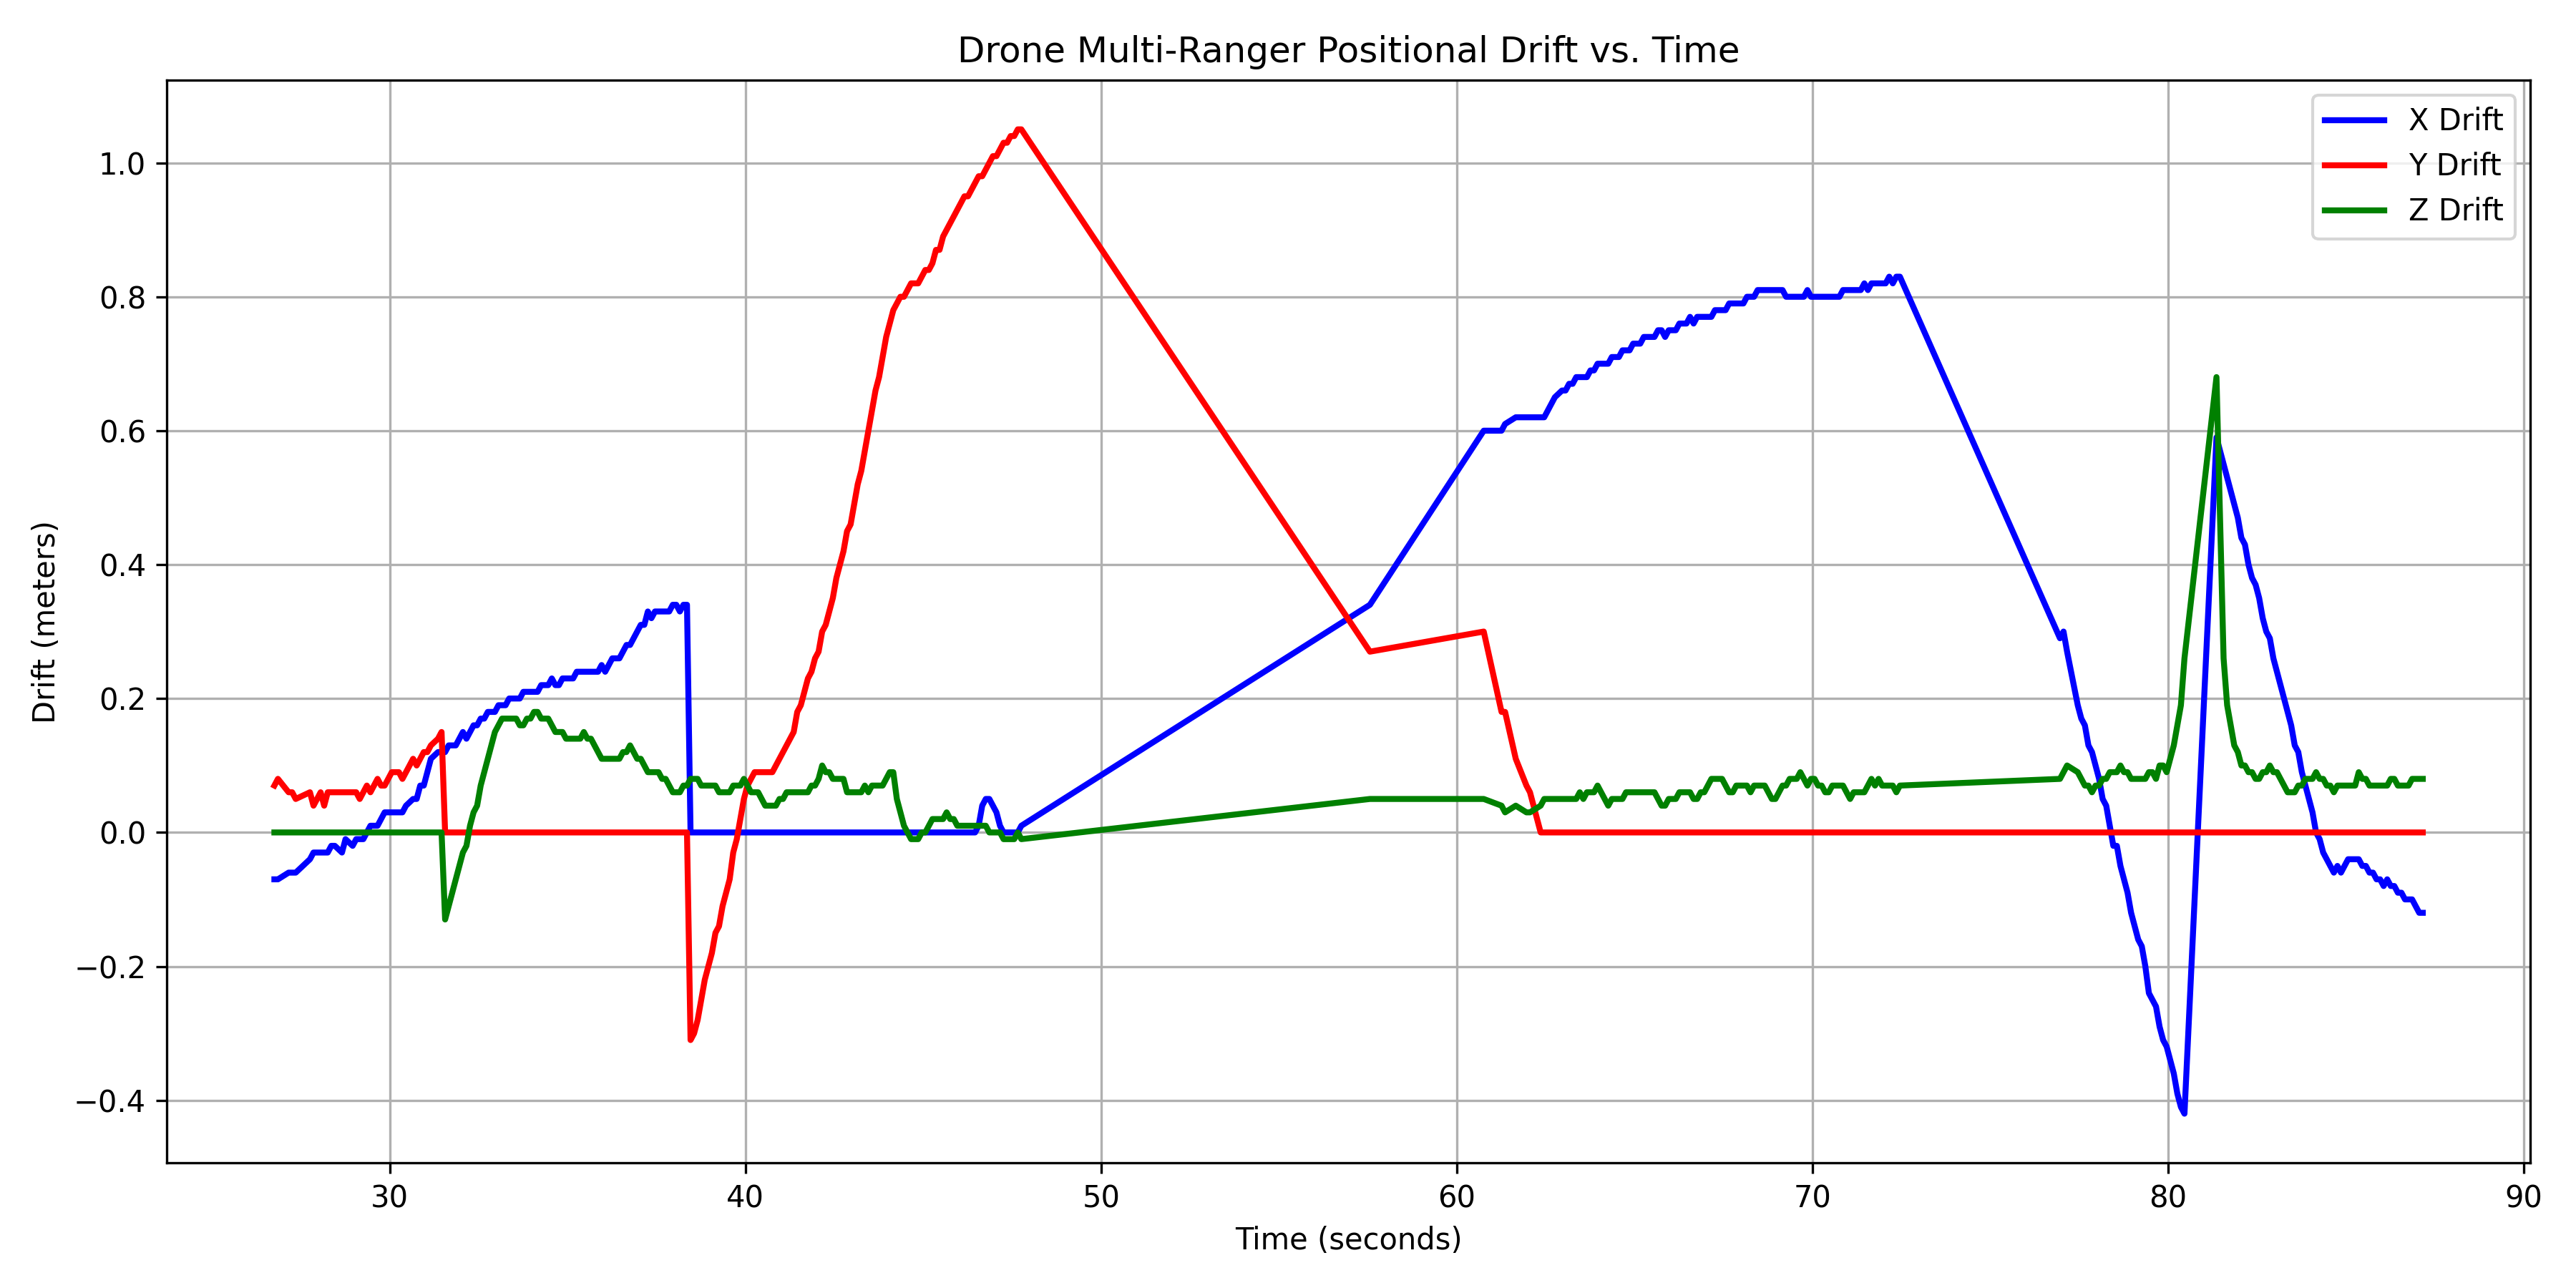 Drone Multi-Ranger Positional Drift vs. Time
X Drift
Y Drift
Z Drift
Drift (meters)
1.0
0.8
0.6
0.4
0.2
0.0
−0.2
−0.4
30 40 50 60 70 80 90
Time (seconds)